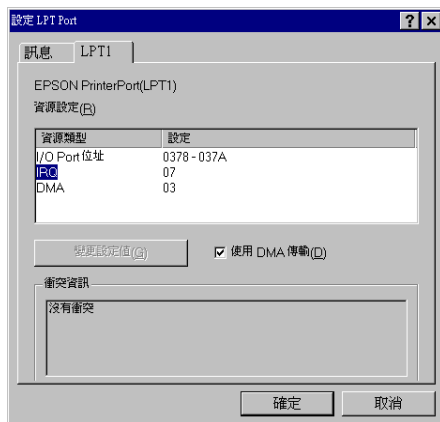 設定 LPT Port
訊息 LPT1
EPSON PrinterPort(LPT1)
資源設定(R)
資源類型 設定
I/O Port 位址 0378 - 037A
IRQ 07
DMA 03
變更設定值(G) 使用 DMA 傳輸(D)
衝突資訊
沒有衝突
確定 取消